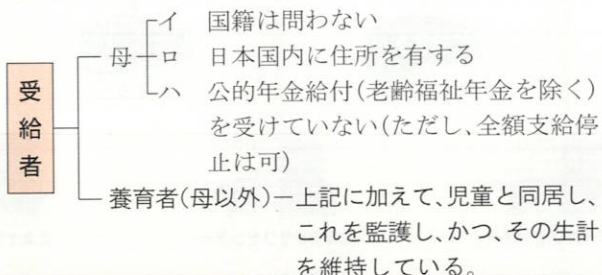 受給者
母
イ 国籍は問わない
ロ 日本国内に住所を有する
ハ 公的年金給付(老齢福祉年金を除く)
を受けていない(ただし、全額支給停
止は可)
養育者(母以外)ー上記に加えて、児童と同居し、
これを監護し、かつ、その生計
を維持している。